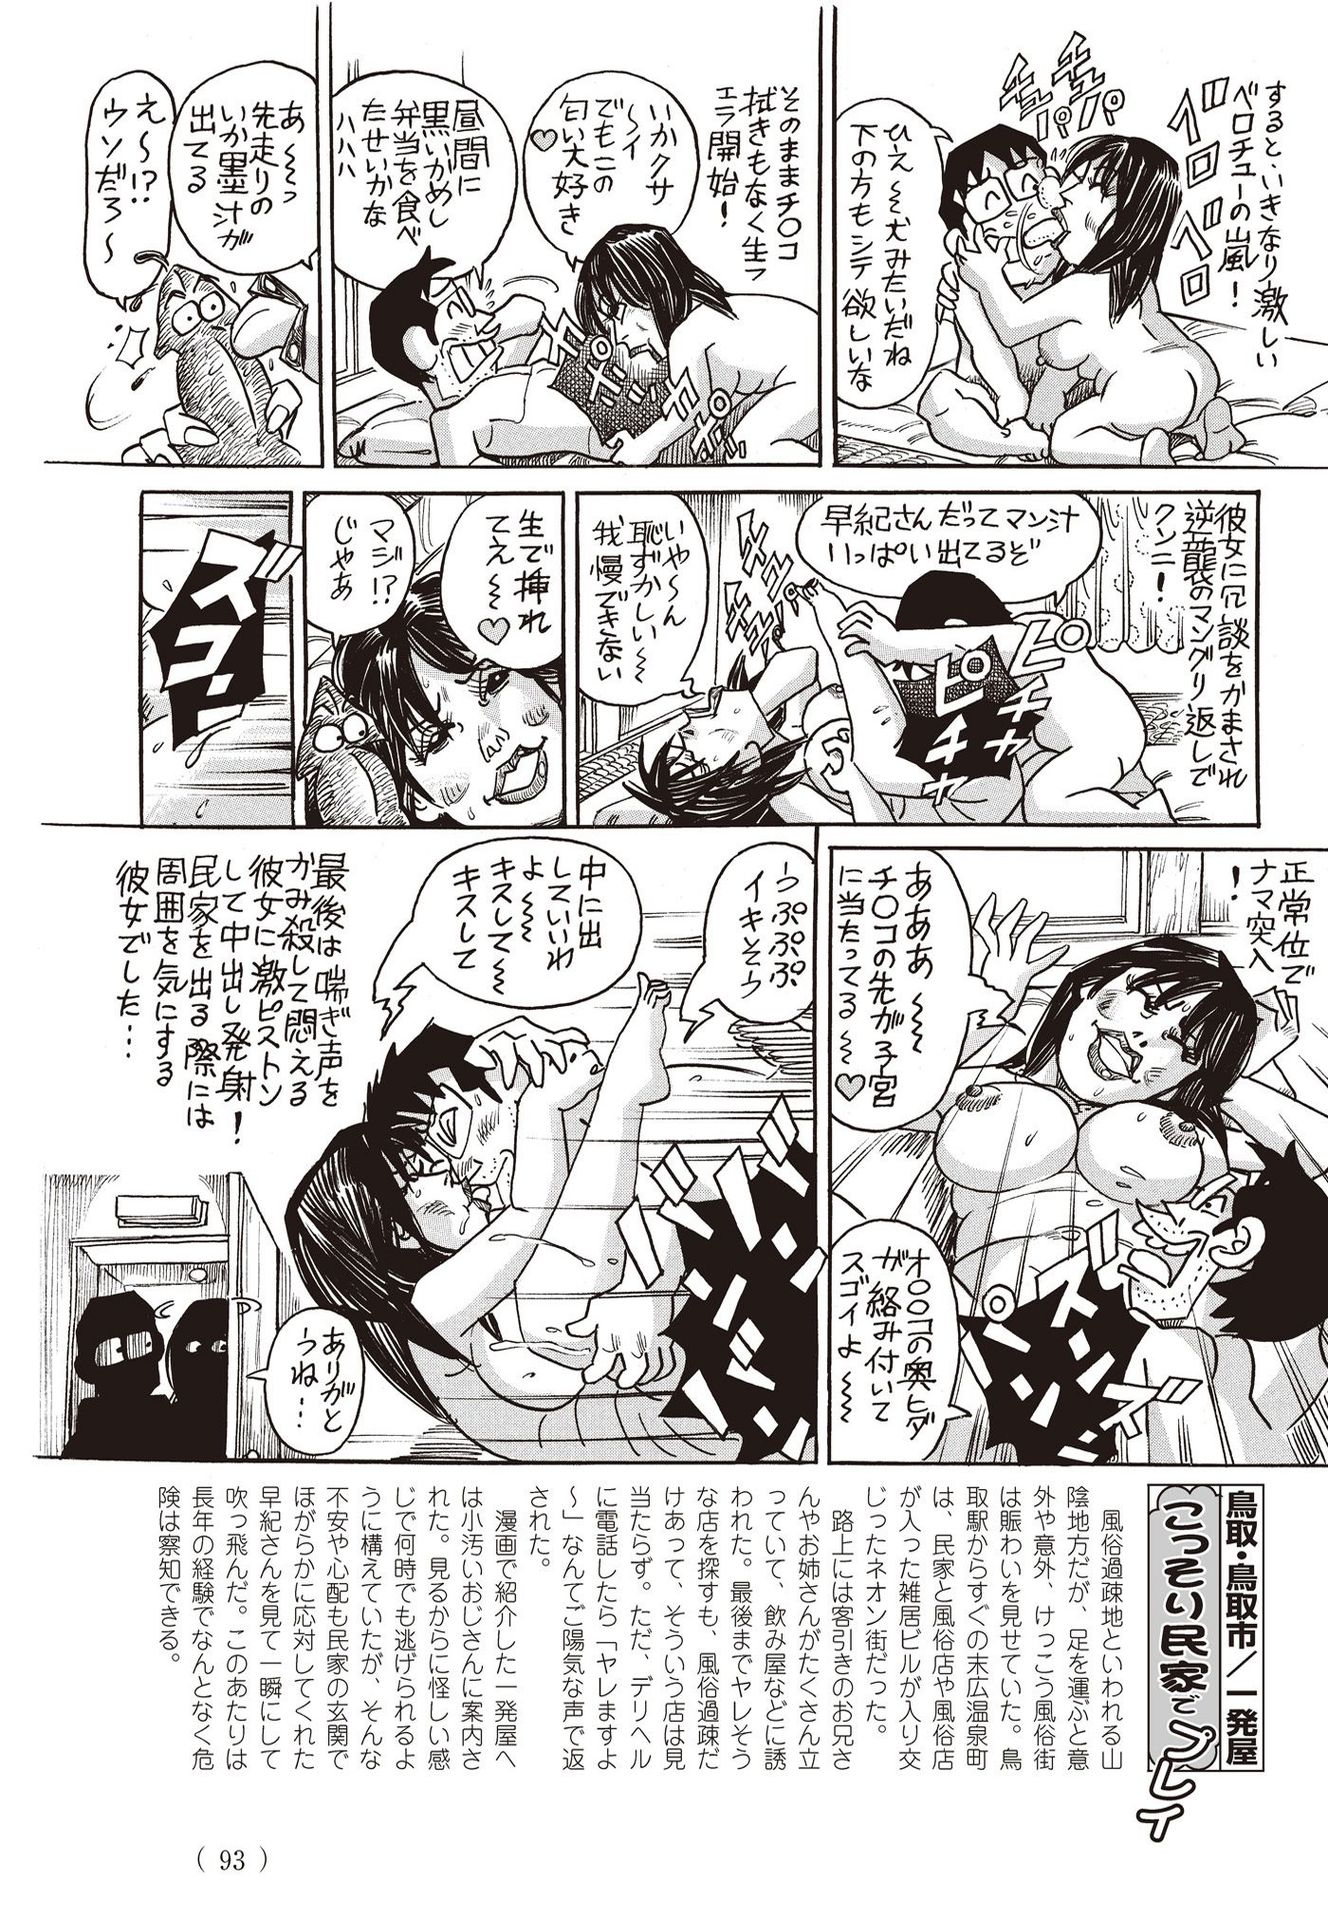 すると、いきなり激しい
ベロチューの嵐！
チュパ
チュパ
ベロ
ベロ
ベロ
ひえ〜犬みたいだね
下の方もシテ欲しいな
そのままチ〇コ
拭きもなく生フ
ェラ開始！
いかクサ
〜イ
でもこの
匂い大好き
♡
昼間に
黒いかめし
弁当を食べ
たせいかな
ハハハ
あ〜っ
先走りの
いか墨汁が
出てる
え〜!?
ウソだろ〜
彼女に冗談をかまされ
逆襲のマングリ返しで
クンニ！
早紀さんだってマン汁
いっぱい出てるぞ
ピチャ
ピチャ
いや〜ん
恥ずかしい〜
我慢できない
生で挿れ
てえ〜〜
♡
マジ!?
じゃあ
正常位で
ナマ突入
！
あああ〜〜
チ〇コの先が子宮
に当たってる〜〜♡
オ〇〇コの奥ヒダ
が絡み付いて
スゴイよ〜〜
うぷぷぷ
イキそう
中に出
していいわ
よ〜〜
キスして〜
キスして
最後は喘ぎ声を
かみ殺して悶える
彼女に激ピストン
して中出し発射！
民家を出る際には
周囲を気にする
彼女でした…
ありがと
うね…
鳥取・鳥取市／一発屋
こっそり民家でプレイ
風俗過疎地といわれる山
陰地方だが、足を運ぶと意
外や意外、けっこう風俗街
は賑わいを見せていた。鳥
取駅からすぐの末広温泉町
は、民家と風俗店や風俗店
が入った雑居ビルが入り交
じったネオン街だった。
路上には客引きのお兄さ
んやお姉さんがたくさん立
っていて、飲み屋などに誘
われた。最後までヤレそう
な店を探すも、風俗過疎だ
けあって、そういう店は見
当たらず。ただ、デリヘル
に電話したら「ヤレますよ
〜」なんてご陽気な声で返
された。
漫画で紹介した一発屋へ
は小汚いおじさんに案内さ
れた。見るからに怪しい感
じで何時でも逃げられるよ
うに構えていたが、そんな
不安や心配も民家の玄関で
ほがらかに応対してくれた
早紀さんを見て一瞬にして
吹っ飛んだ。このあたりは
長年の経験でなんとなく危
険は察知できる。
( 93 )